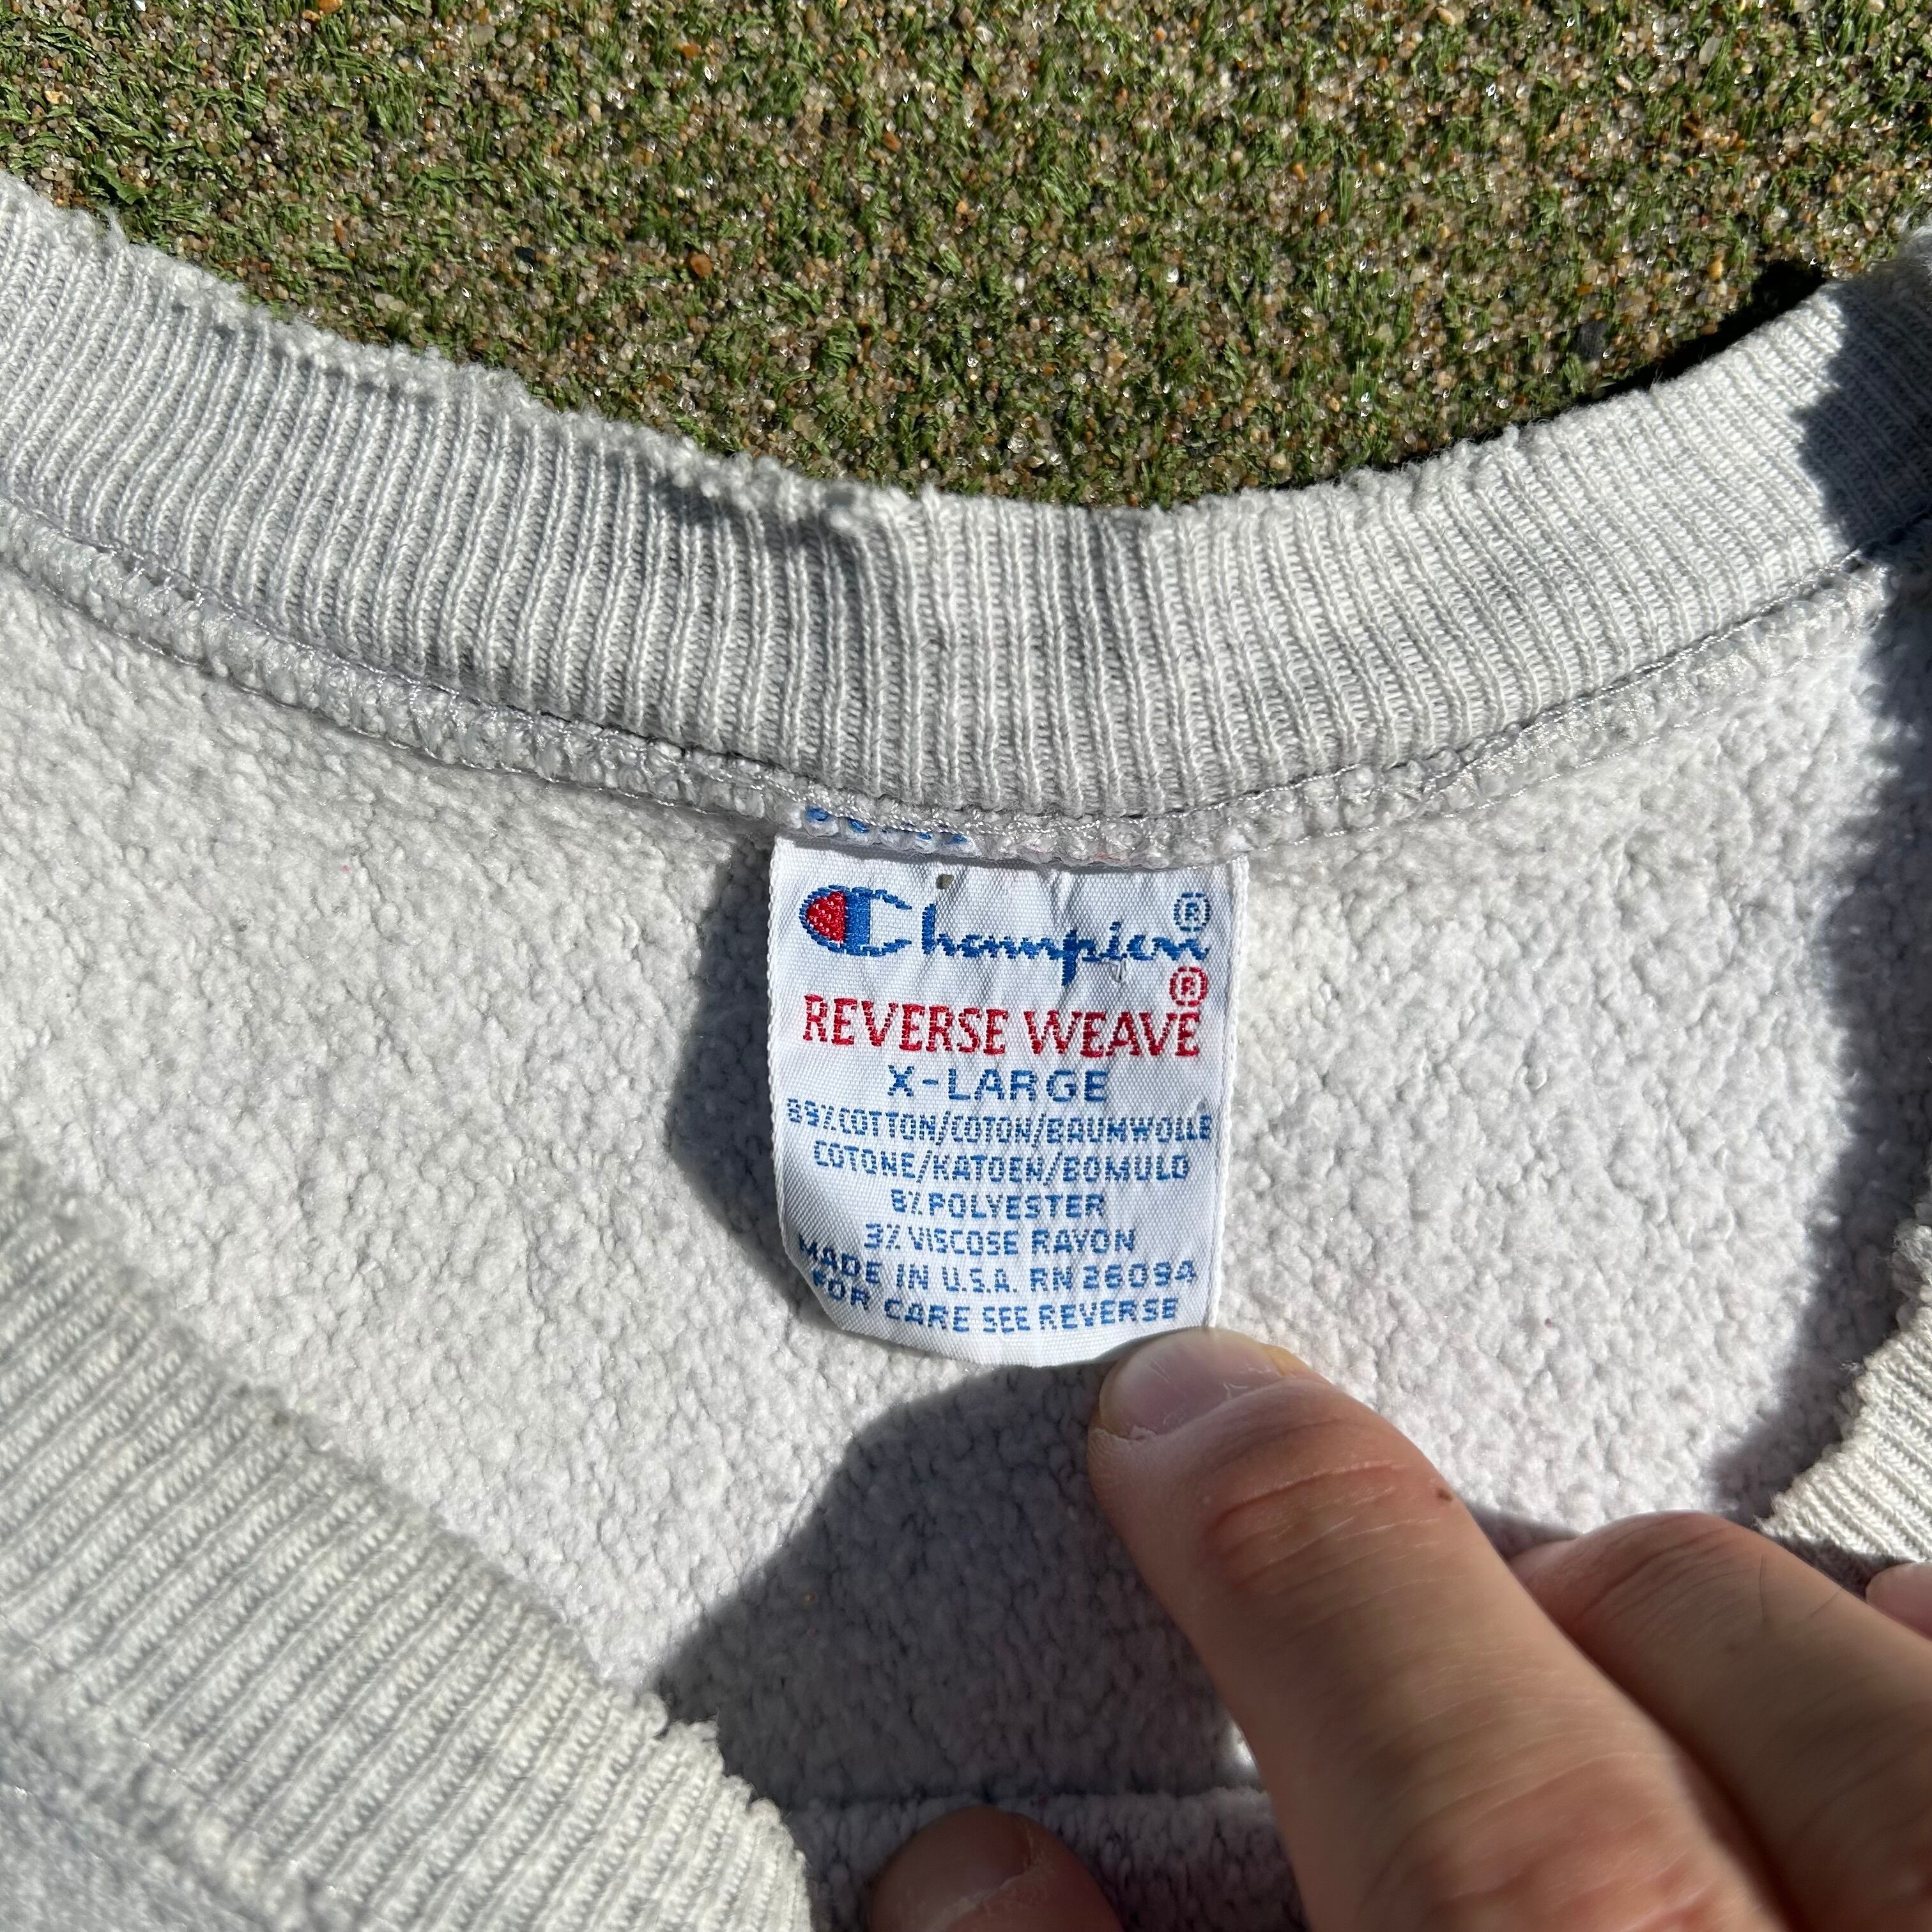 Champion®
REVERSE WEAVE®
X-LARGE
89% COTTON/COTON/BAUMWOLLE
COTONE/KATOEN/BOMULD
8% POLYESTER
3% VISCOSE RAYON
MADE IN U.S.A. RN 26094
FOR CARE SEE REVERSE